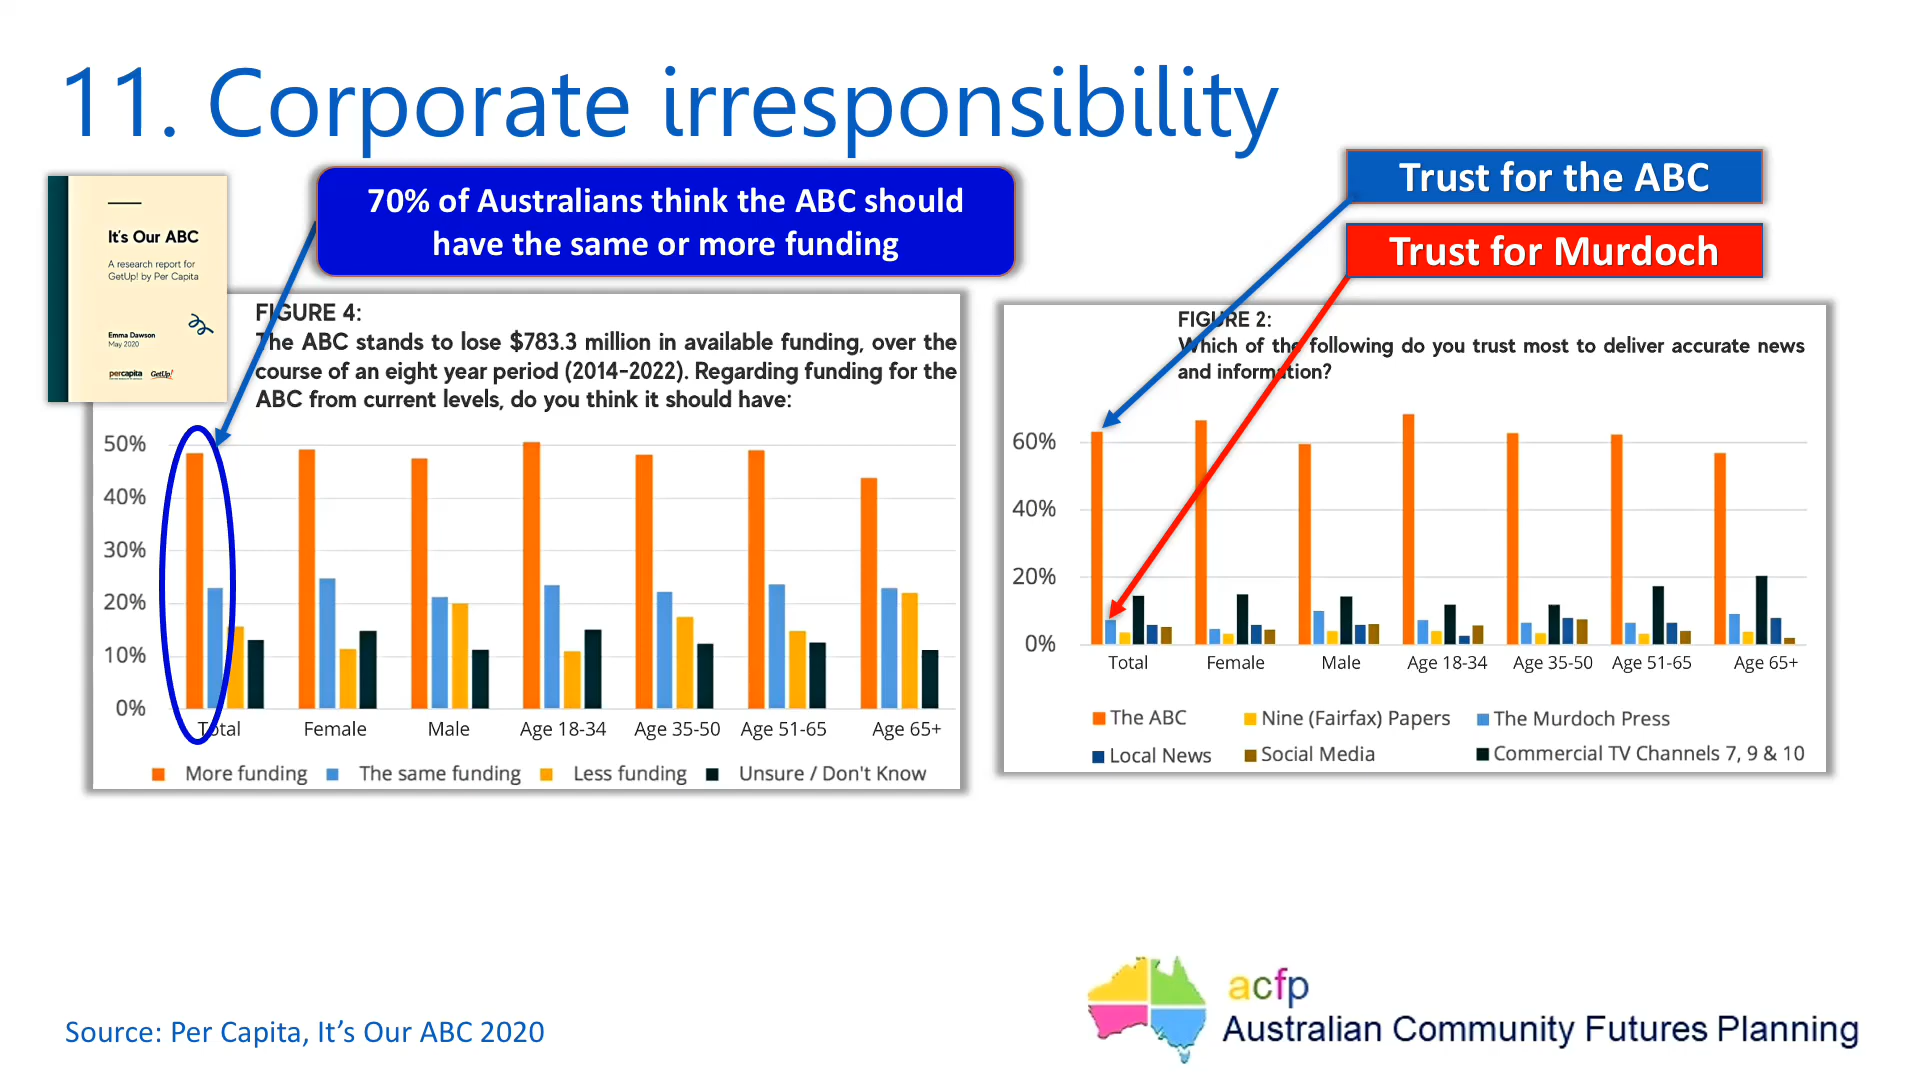 11. Corporate irresponsibility
It's Our ABC
A research report for
GetUp! by Per Capita
Emma Dawson
May 2020
percapita GetUp!
70% of Australians think the ABC should
have the same or more funding
Trust for the ABC
Trust for Murdoch
FIGURE 4:
The ABC stands to lose $783.3 million in available funding, over the
course of an eight year period (2014-2022). Regarding funding for the
ABC from current levels, do you think it should have:
50%
40%
30%
20%
10%
0%
Total Female Male Age 18-34 Age 35-50 Age 51-65 Age 65+
More funding The same funding Less funding Unsure / Don't Know
FIGURE 2:
Which of the following do you trust most to deliver accurate news
and information?
60%
40%
20%
0%
Total Female Male Age 18-34 Age 35-50 Age 51-65 Age 65+
The ABC Nine (Fairfax) Papers The Murdoch Press
Local News Social Media Commercial TV Channels 7, 9 & 10
Source: Per Capita, It’s Our ABC 2020
acfp
Australian Community Futures Planning